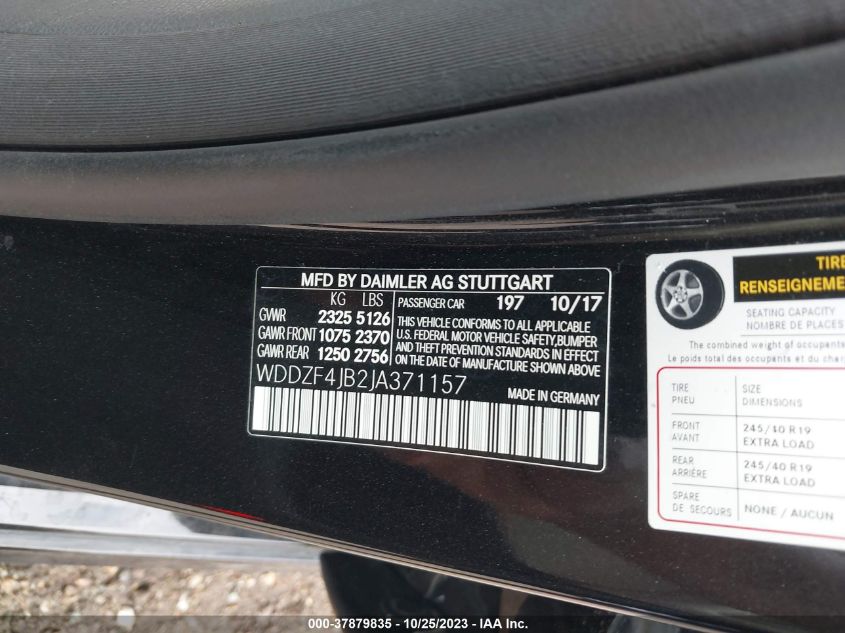 MFD BY DAIMLER AG STUTTGART
KG LBS
GVWR 2325 5126
GAWR FRONT 1075 2370
GAWR REAR 1250 2756
PASSENGER CAR 197 10/17
THIS VEHICLE CONFORMS TO ALL APPLICABLE
U.S. FEDERAL MOTOR VEHICLE SAFETY,BUMPER
AND THEFT PREVENTION STANDARDS IN EFFECT
ON THE DATE OF MANUFACTURE SHOWN ABOVE
WDDZF4JB2JA371157
MADE IN GERMANY
TIRE
RENSEIGNEME
SEATING CAPACITY
NOMBRE DE PLACES
The combined weight of occupants
Le poids total des occupants et du char
TIRE
PNEU
SIZE
DIMENSIONS
FRONT
AVANT
245/40 R19
EXTRA LOAD
REAR
ARRIÈRE
245/40 R19
EXTRA LOAD
SPARE
DE SECOURS
NONE / AUCUN
000-37879835 - 10/25/2023 - IAA Inc.